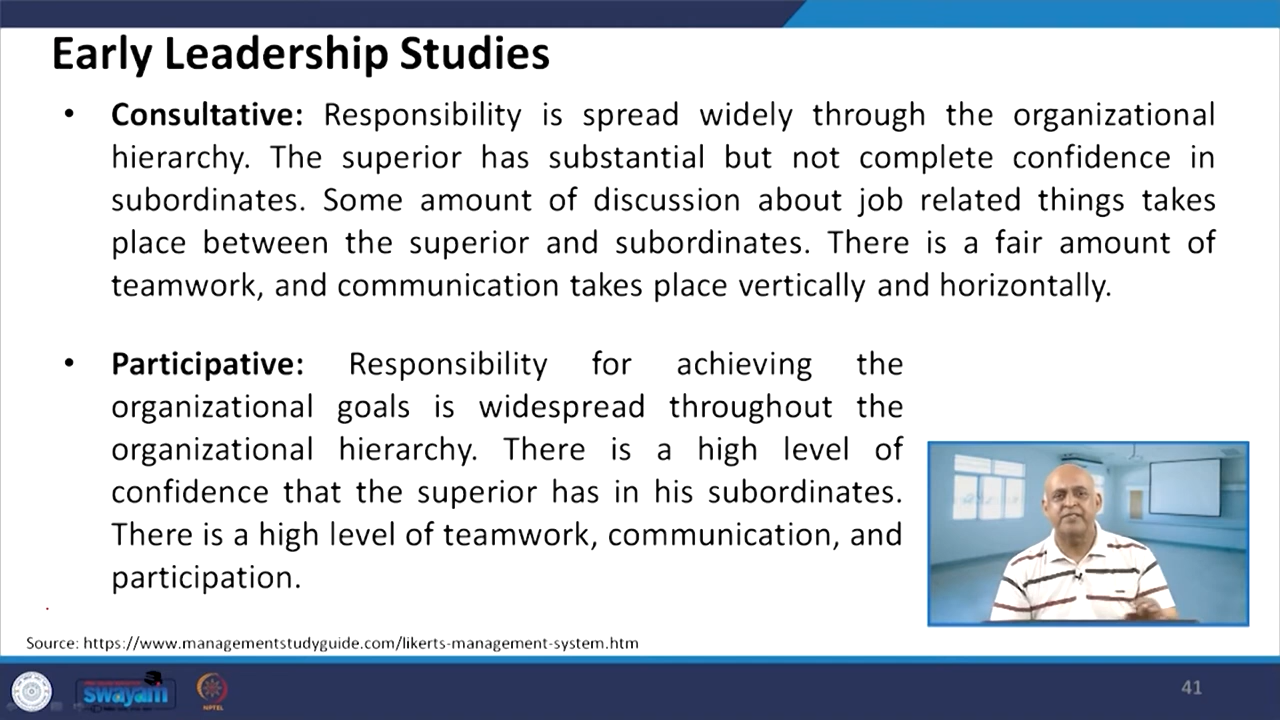 Early Leadership Studies
• Consultative: Responsibility is spread widely through the organizational
hierarchy. The superior has substantial but not complete confidence in
subordinates. Some amount of discussion about job related things takes
place between the superior and subordinates. There is a fair amount of
teamwork, and communication takes place vertically and horizontally.
• Participative: Responsibility for achieving the
organizational goals is widespread throughout the
organizational hierarchy. There is a high level of
confidence that the superior has in his subordinates.
There is a high level of teamwork, communication, and
participation.
Source: https://www.managementstudyguide.com/likerts-management-system.htm
swayam
NPTEL
41